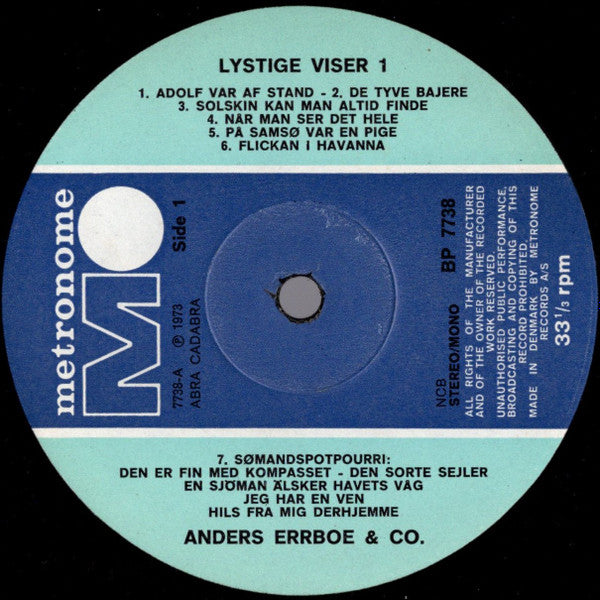 LYSTIGE VISER 1
1. ADOLF VAR AF STAND - 2. DE TYVE BAJERE
3. SOLSKIN KAN MAN ALTID FINDE
4. NÅR MAN SER DET HELE
5. PÅ SAMSØ VAR EN PIGE
6. FLICKAN I HAVANNA
metronome
Side 1
7738-A ℗ 1973
ABRA CADABRA
NCB
STEREO/MONO
BP 7738
ALL RIGHTS OF THE MANUFACTURER
AND OF THE OWNER OF THE RECORDED
WORK RESERVED.
UNAUTHORISED PUBLIC PERFORMANCE,
BROADCASTING AND COPYING OF THIS
RECORD PROHIBITED.
MADE IN DENMARK BY METRONOME
RECORDS A/S
33 1/3 rpm
7. SØMANDSPOTPOURRI:
DEN ER FIN MED KOMPASSET - DEN SORTE SEJLER
EN SJÖMAN ÄLSKER HAVETS VÅG
JEG HAR EN VEN
HILS FRA MIG DERHJEMME
ANDERS ERRBOE & CO.